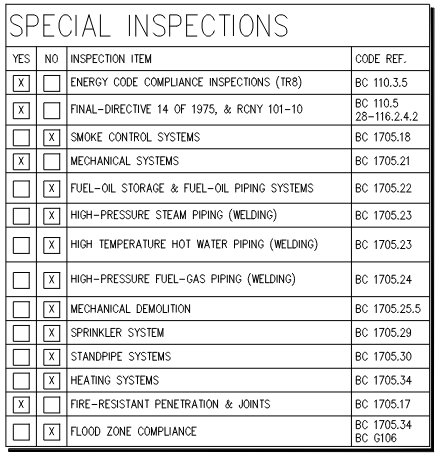 SPECIAL INSPECTIONS
YES NO INSPECTION ITEM CODE REF.
X ENERGY CODE COMPLIANCE INSPECTIONS (TR8) BC 110.3.5
X FINAL-DIRECTIVE 14 OF 1975, & RCNY 101-10 BC 110.5
28-116.2.4.2
X SMOKE CONTROL SYSTEMS BC 1705.18
X MECHANICAL SYSTEMS BC 1705.21
X FUEL-OIL STORAGE & FUEL-OIL PIPING SYSTEMS BC 1705.22
X HIGH-PRESSURE STEAM PIPING (WELDING) BC 1705.23
X HIGH TEMPERATURE HOT WATER PIPING (WELDING) BC 1705.23
X HIGH-PRESSURE FUEL-GAS PIPING (WELDING) BC 1705.24
X MECHANICAL DEMOLITION BC 1705.25.5
X SPRINKLER SYSTEM BC 1705.29
X STANDPIPE SYSTEMS BC 1705.30
X HEATING SYSTEMS BC 1705.34
X FIRE-RESISTANT PENETRATION & JOINTS BC 1705.17
X FLOOD ZONE COMPLIANCE BC 1705.34
BC G106